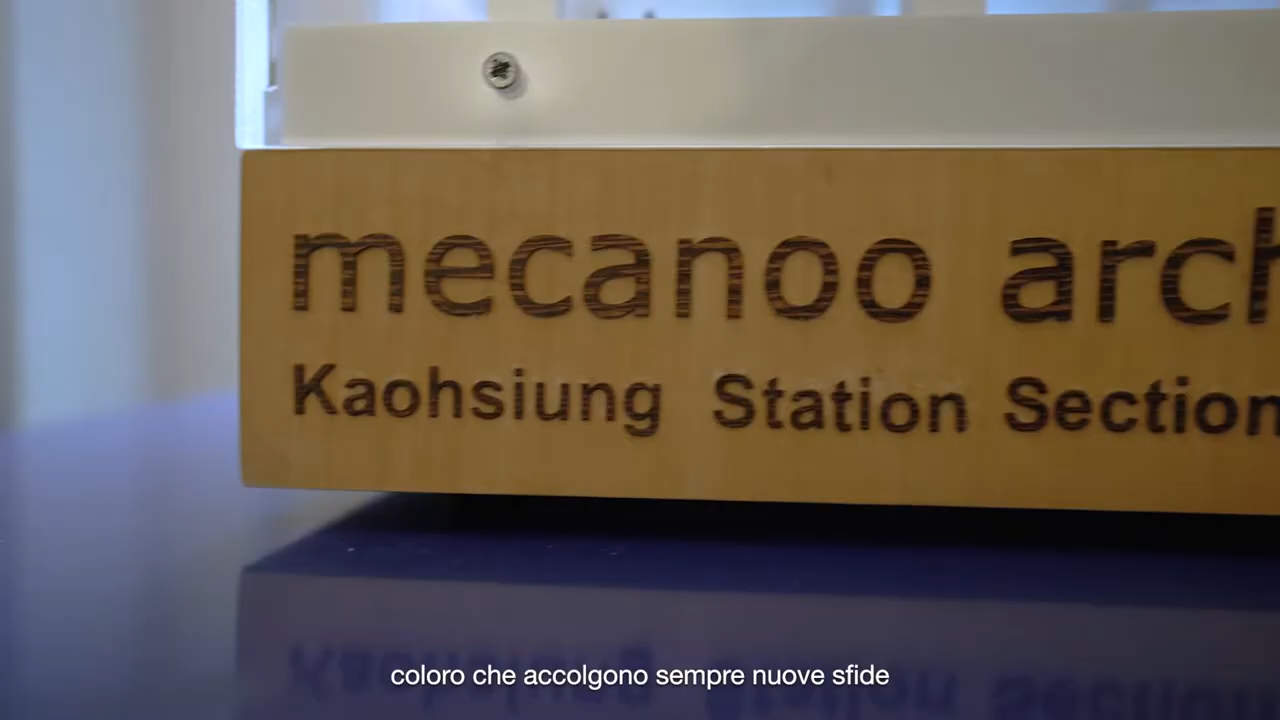 mecanoo arch
Kaohsiung Station Section
coloro che accolgono sempre nuove sfide